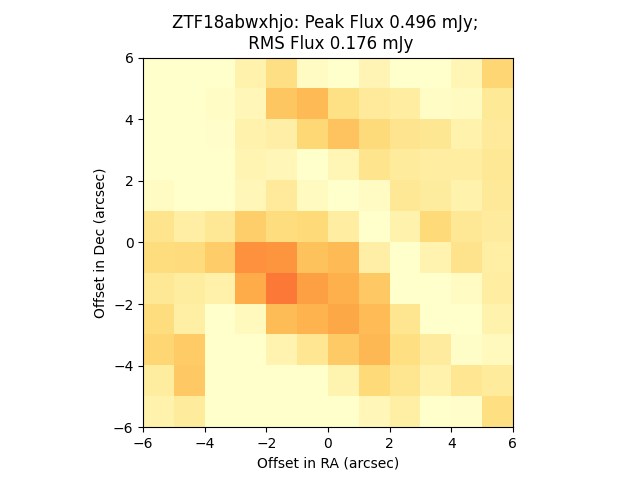 ZTF18abwxhjo: Peak Flux 0.496 mJy;
RMS Flux 0.176 mJy
6
4
2
0
−2
−4
−6
Offset in Dec (arcsec)
−6 −4 −2 0 2 4 6
Offset in RA (arcsec)